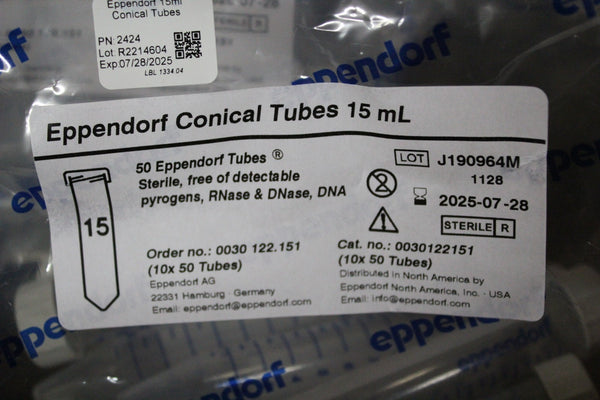 Eppendorf 15ml
Conical Tubes
PN: 2424
Lot: R2214604
Exp:07/28/2025
LBL 1334.04
eppendorf
Eppendorf Conical Tubes 15 mL
50 Eppendorf Tubes ®
Sterile, free of detectable
pyrogens, RNase & DNase, DNA
15
LOT J190964M
1128
2
2025-07-28
STERILE R
Order no.: 0030 122.151
(10x 50 Tubes)
Eppendorf AG
22331 Hamburg · Germany
Email: eppendorf@eppendorf.com
Cat. no.: 0030122151
(10x 50 Tubes)
Distributed in North America by
Eppendorf North America, Inc. · USA
Email: info@eppendorf.com
eppendorf
eppendorf